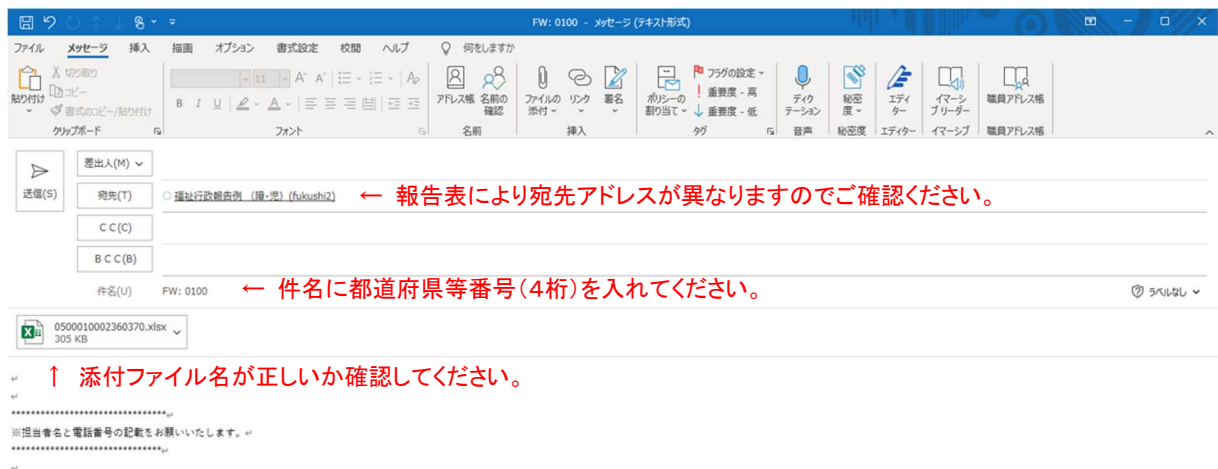 FW: 0100 - メッセージ (テキスト形式)
ファイル メッセージ 挿入 描画 オプション 書式設定 校閲 ヘルプ 何をしますか
貼り付け
切り取り
コピー
書式のコピー/貼り付け
クリップボード
11
B I U
フォント
アドレス帳 名前の確認
名前
ファイルの添付 リンク 署名
挿入
ポリシーの割り当て
フラグの設定
重要度 - 高
重要度 - 低
タグ
ディクテーション
音声
秘密度
秘密度
エディター
エディター
イマーシブリーダー
イマーシブ
職員アドレス帳
職員アドレス帳
送信(S)
差出人(M)
宛先(T) 福祉行政報告例 (障・児) (fukushi2) ← 報告表により宛先アドレスが異なりますのでご確認ください。
C C(C)
B C C(B)
件名(U) FW: 0100 ← 件名に都道府県等番号(4桁)を入れてください。 ラベルなし
0500010002360370.xlsx
305 KB
↑ 添付ファイル名が正しいか確認してください。
********************************
※担当者名と電話番号の記載をお願いいたします。
*******************************